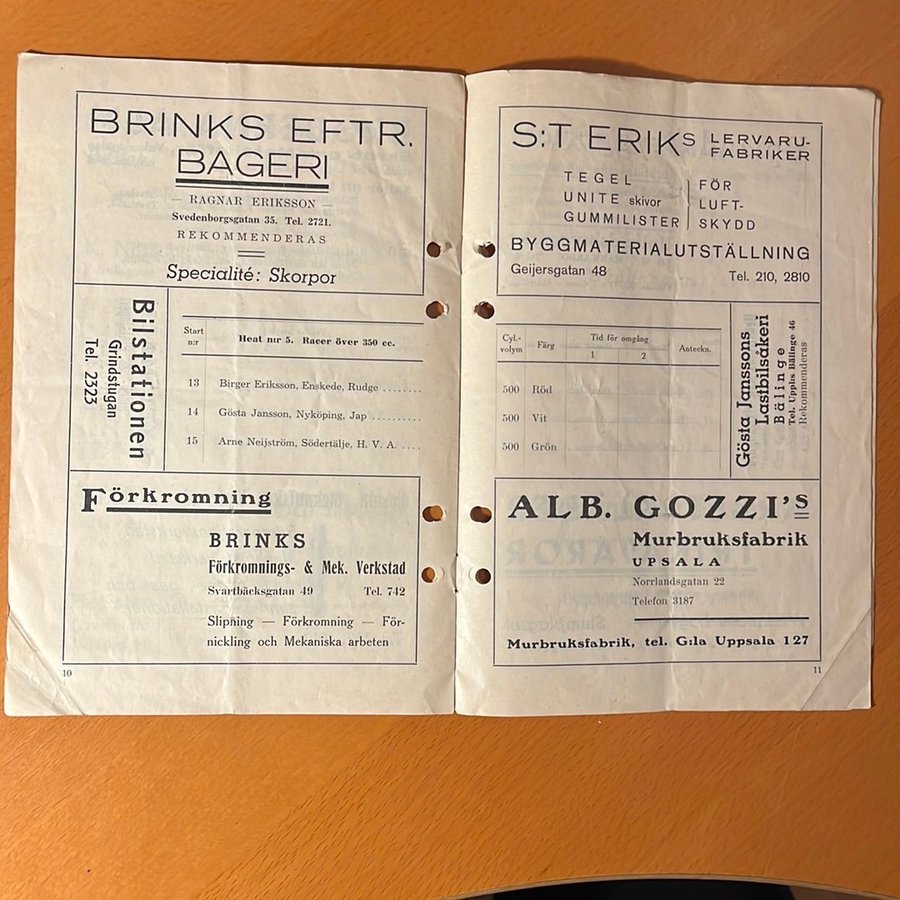 BRINKS EFTR.
BAGERI
— RAGNAR ERIKSSON —
Svedenborgsgatan 35. Tel. 2721.
REKOMMENDERAS
Specialité: Skorpor
Bilstationen
Grindstugan
Tel. 2323
Start n:r
Heat n:r 5. Racer över 350 cc.
13 Birger Eriksson, Enskede, Rudge ........
14 Gösta Jansson, Nyköping, Jap ..........
15 Arne Neijström, Södertälje, H. V. A. ....
Förkromning
BRINKS
Förkromnings- & Mek. Verkstad
Svartbäcksgatan 49 Tel. 742
Slipning — Förkromning — För-
nickling och Mekaniska arbeten
10
S:T ERIKS LERVARU-
FABRIKER
TEGEL
UNITE skivor
GUMMILISTER
FÖR
LUFT-
SKYDD
BYGGMATERIALUTSTÄLLNING
Geijersgatan 48 Tel. 210, 2810
Cyl.-
volym
Färg
Tid för omgång
1 2
Anteckn.
500 Röd
500 Vit
500 Grön
Gösta Janssons
Lastbilsåkeri
Bälinge
Tel. Uppls Bälinge 46
Rekommenderas
ALB. GOZZI'S
Murbruksfabrik
UPSALA
Norrlandsgatan 22
Telefon 3187
Murbruksfabrik, tel. G:la Uppsala 127
11